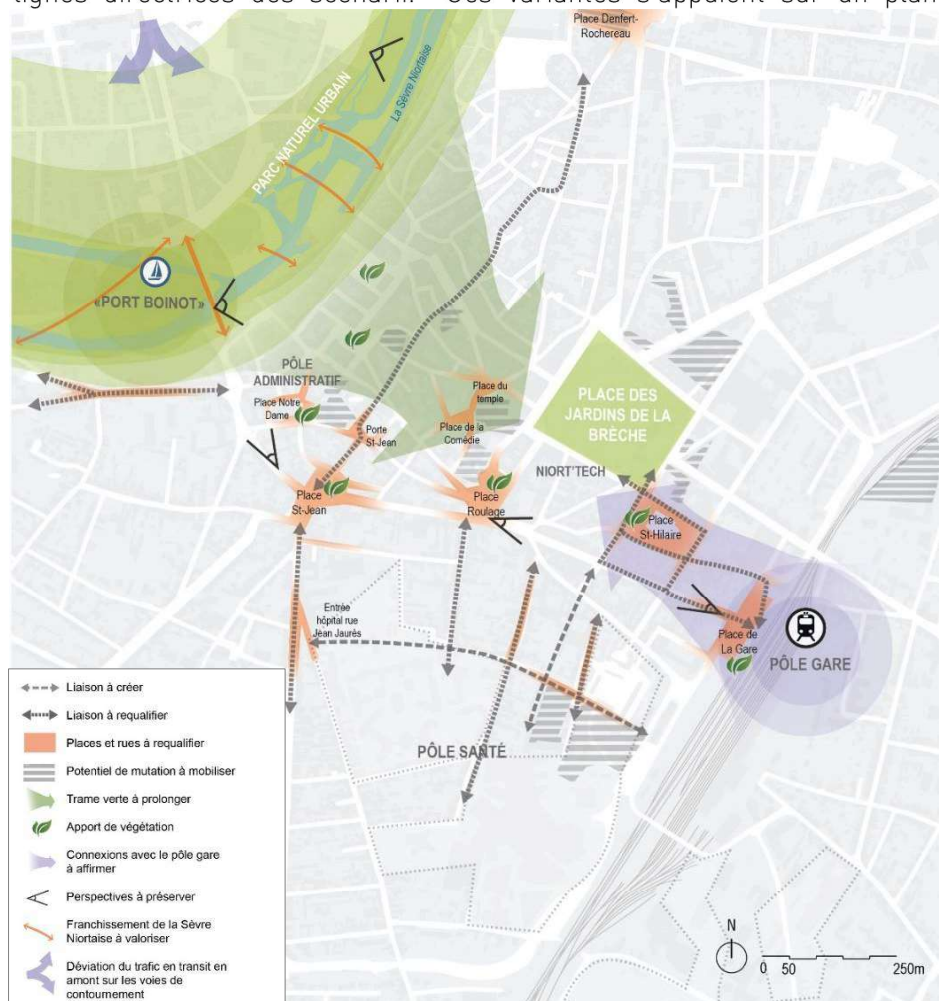 lignes directrices des scénarii. Ces variantes s'appuient sur un plan
Place Denfert-
Rochereau
La Sèvre Niortaise
PARC NATUREL URBAIN
«PORT BOINOT»
PÔLE
ADMINISTRATIF
Place Notre
Dame
Porte
St-Jean
Place du
temple
Place de la
Comédie
PLACE DES
JARDINS DE LA
BRÈCHE
NIORT'TECH
Place
St-Jean
Place
Roulage
Place
St-Hilaire
Entrée
hôpital rue
Jean Jaurès
Place de
La Gare
PÔLE GARE
PÔLE SANTÉ
Liaison à créer
Liaison à requalifier
Places et rues à requalifier
Potentiel de mutation à mobiliser
Trame verte à prolonger
Apport de végétation
Connexions avec le pôle gare
à affirmer
Perspectives à préserver
Franchissement de la Sèvre
Niortaise à valoriser
Déviation du trafic en transit en
amont sur les voies de
contournement
N
0 50 250m